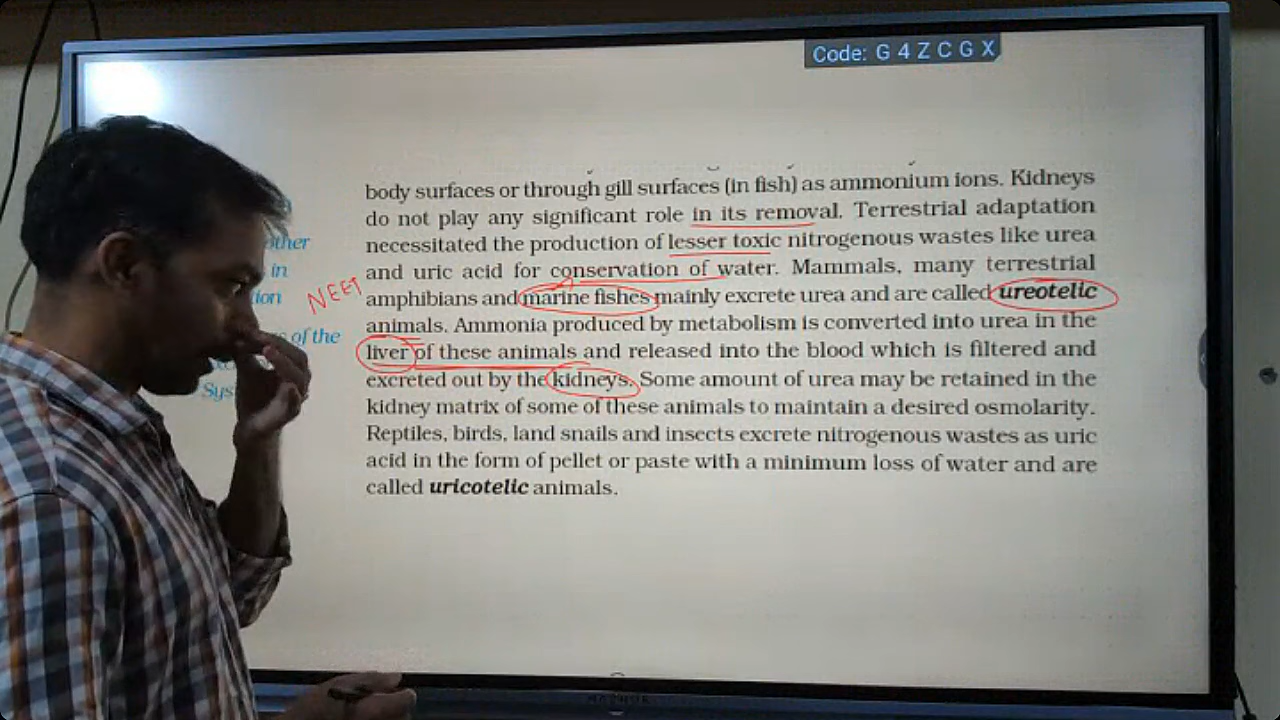 Code: G 4 Z C G X
body surfaces or through gill surfaces (in fish) as ammonium ions. Kidneys
do not play any significant role in its removal. Terrestrial adaptation
other
necessitated the production of lesser toxic nitrogenous wastes like urea
in
and uric acid for conservation of water. Mammals, many terrestrial
NEET
amphibians and marine fishes mainly excrete urea and are called ureotelic
animals. Ammonia produced by metabolism is converted into urea in the
of the
liver of these animals and released into the blood which is filtered and
excreted out by the kidneys. Some amount of urea may be retained in the
kidney matrix of some of these animals to maintain a desired osmolarity.
Reptiles, birds, land snails and insects excrete nitrogenous wastes as uric
acid in the form of pellet or paste with a minimum loss of water and are
called uricotelic animals.